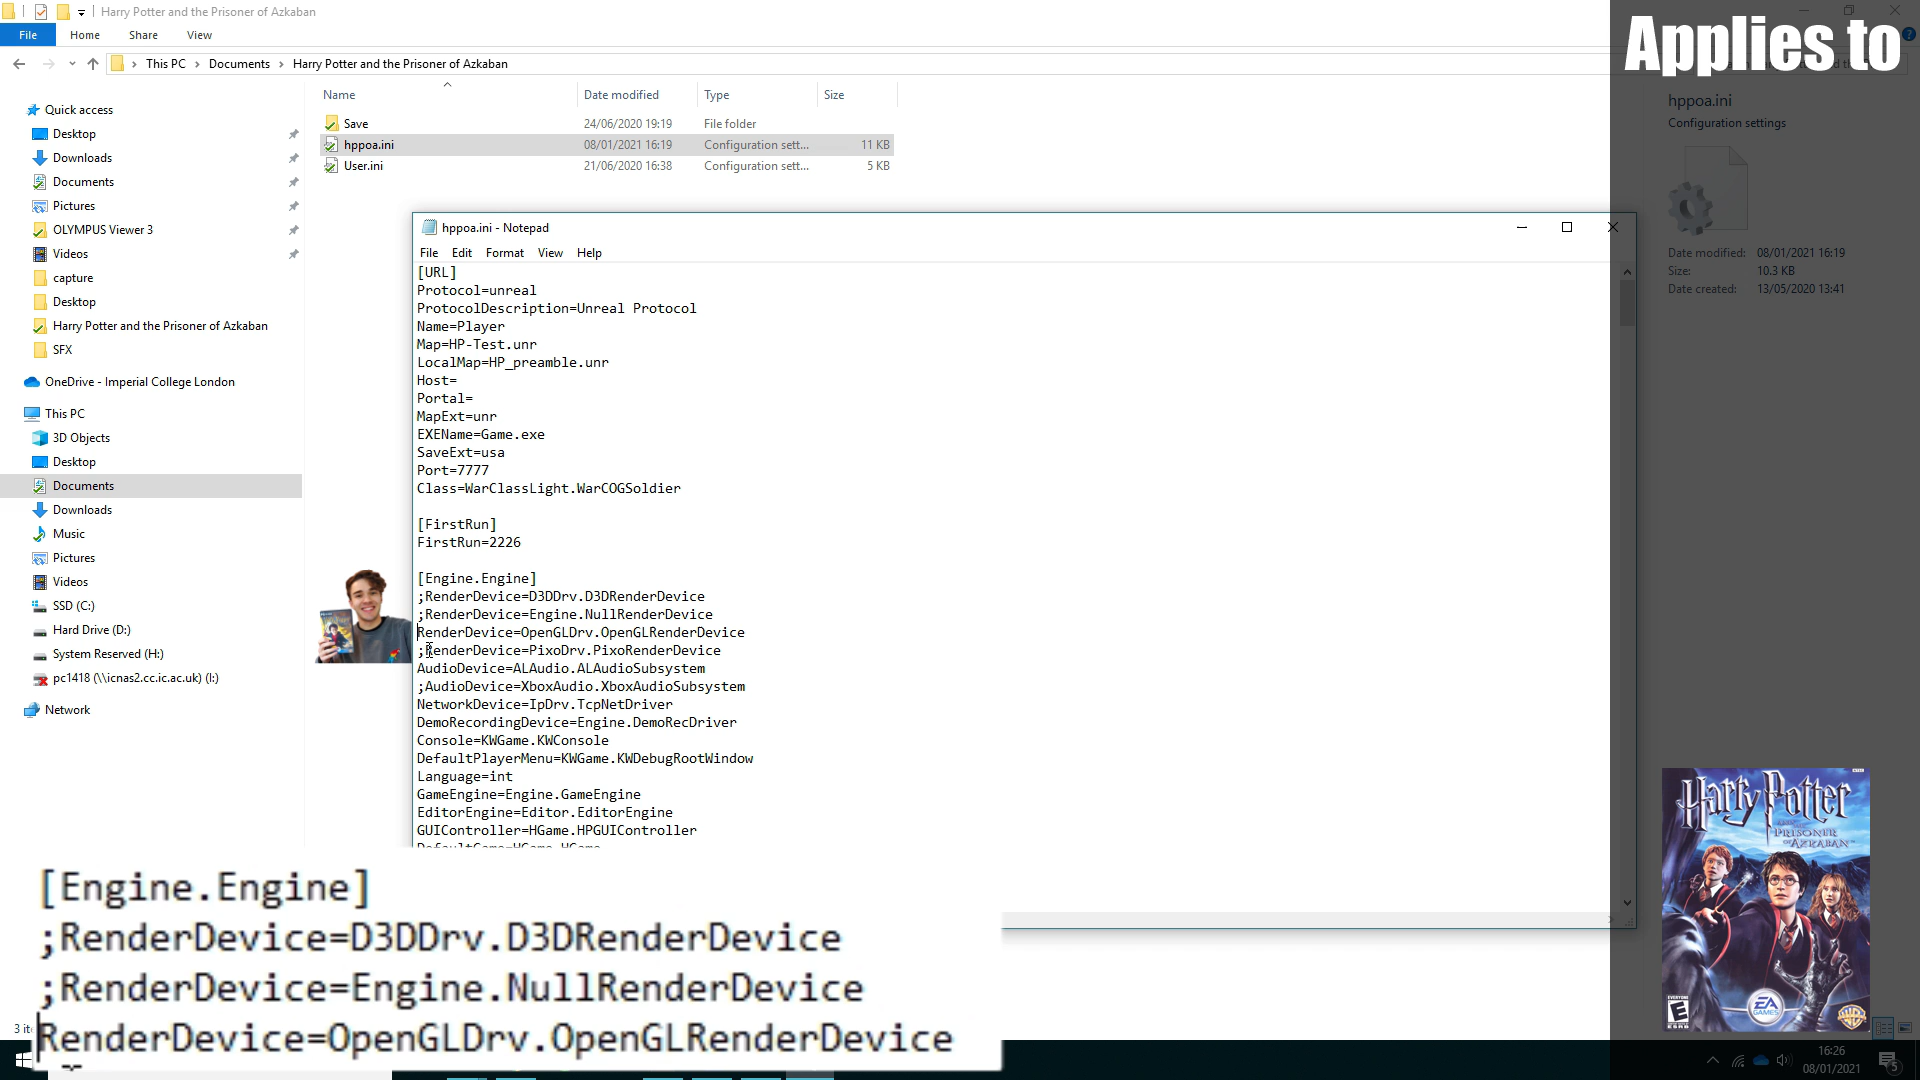 Harry Potter and the Prisoner of Azkaban
Applies to
File Home Share View
This PC > Documents > Harry Potter and the Prisoner of Azkaban
Name Date modified Type Size
Save 24/06/2020 19:19 File folder
hppoa.ini 08/01/2021 16:19 Configuration sett... 11 KB
User.ini 21/06/2020 16:38 Configuration sett... 5 KB
Quick access
Desktop
Downloads
Documents
Pictures
OLYMPUS Viewer 3
Videos
capture
Desktop
Harry Potter and the Prisoner of Azkaban
SFX
OneDrive - Imperial College London
This PC
3D Objects
Desktop
Documents
Downloads
Music
Pictures
Videos
SSD (C:)
Hard Drive (D:)
System Reserved (H:)
pc1418 (\\icnas2.cc.ic.ac.uk) (I:)
Network
hppoa.ini - Notepad
File Edit Format View Help
[URL]
Protocol=unreal
ProtocolDescription=Unreal Protocol
Name=Player
Map=HP-Test.unr
LocalMap=HP_preamble.unr
Host=
Portal=
MapExt=unr
EXEName=Game.exe
SaveExt=usa
Port=7777
Class=WarClassLight.WarCOGSoldier
[FirstRun]
FirstRun=2226
[Engine.Engine]
;RenderDevice=D3DDrv.D3DRenderDevice
;RenderDevice=Engine.NullRenderDevice
RenderDevice=OpenGLDrv.OpenGLRenderDevice
;RenderDevice=PixoDrv.PixoRenderDevice
AudioDevice=ALAudio.ALAudioSubsystem
;AudioDevice=XboxAudio.XboxAudioSubsystem
NetworkDevice=IpDrv.TcpNetDriver
DemoRecordingDevice=Engine.DemoRecDriver
Console=KWGame.KWConsole
DefaultPlayerMenu=KWGame.KWDebugRootWindow
Language=int
GameEngine=Engine.GameEngine
EditorEngine=Editor.EditorEngine
GUIController=HGame.HPGUIController
hppoa.ini
Configuration settings
Date modified: 08/01/2021 16:19
Size: 10.3 KB
Date created: 13/05/2020 13:41
[Engine.Engine]
;RenderDevice=D3DDrv.D3DRenderDevice
;RenderDevice=Engine.NullRenderDevice
RenderDevice=OpenGLDrv.OpenGLRenderDevice
Harry Potter
PRISONER
OF AZKABAN
EVERYONE
E
ESRB
EA
GAMES
WB
16:26
08/01/2021
5